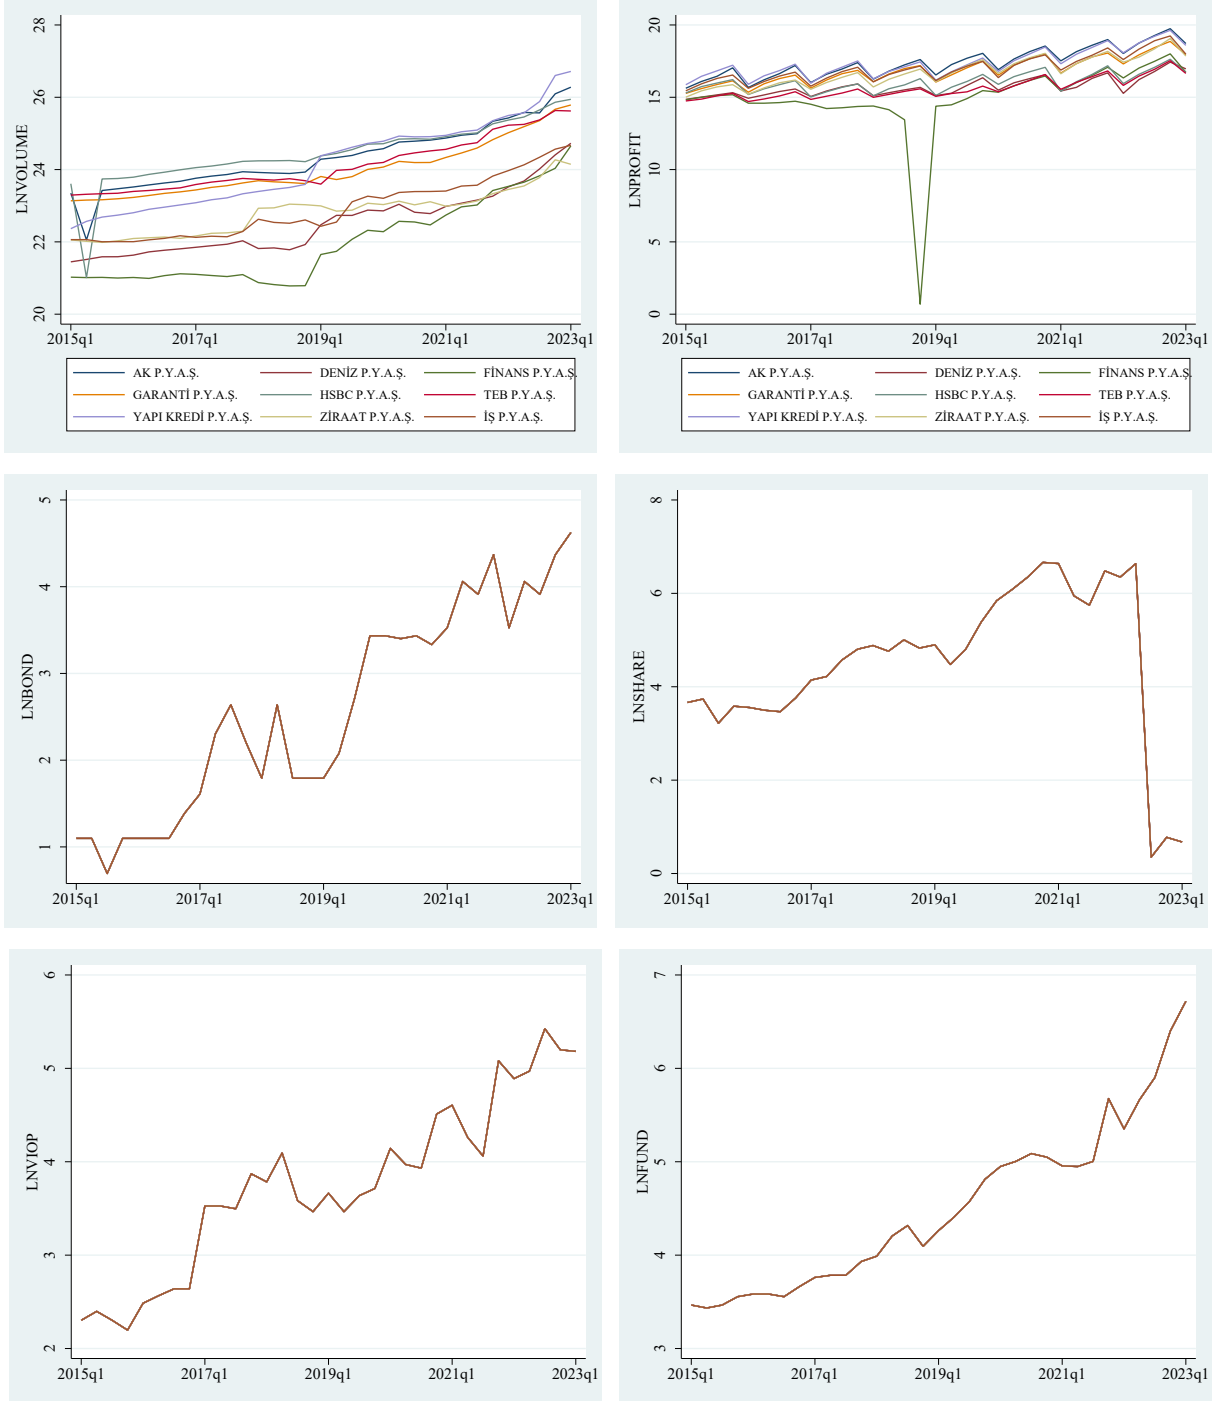 LNVOLUME
28
26
24
22
20
2015q1 2017q1 2019q1 2021q1 2023q1
AK P.Y.A.Ş. DENİZ P.Y.A.Ş. FİNANS P.Y.A.Ş.
GARANTİ P.Y.A.Ş. HSBC P.Y.A.Ş. TEB P.Y.A.Ş.
YAPI KREDİ P.Y.A.Ş. ZİRAAT P.Y.A.Ş. İŞ P.Y.A.Ş.
LNPROFIT
20
15
10
5
0
2015q1 2017q1 2019q1 2021q1 2023q1
AK P.Y.A.Ş. DENİZ P.Y.A.Ş. FİNANS P.Y.A.Ş.
GARANTİ P.Y.A.Ş. HSBC P.Y.A.Ş. TEB P.Y.A.Ş.
YAPI KREDİ P.Y.A.Ş. ZİRAAT P.Y.A.Ş. İŞ P.Y.A.Ş.
LNBOND
5
4
3
2
1
2015q1 2017q1 2019q1 2021q1 2023q1
LNSHARE
8
6
4
2
0
2015q1 2017q1 2019q1 2021q1 2023q1
LNVIOP
6
5
4
3
2
2015q1 2017q1 2019q1 2021q1 2023q1
LNFUND
7
6
5
4
3
2015q1 2017q1 2019q1 2021q1 2023q1